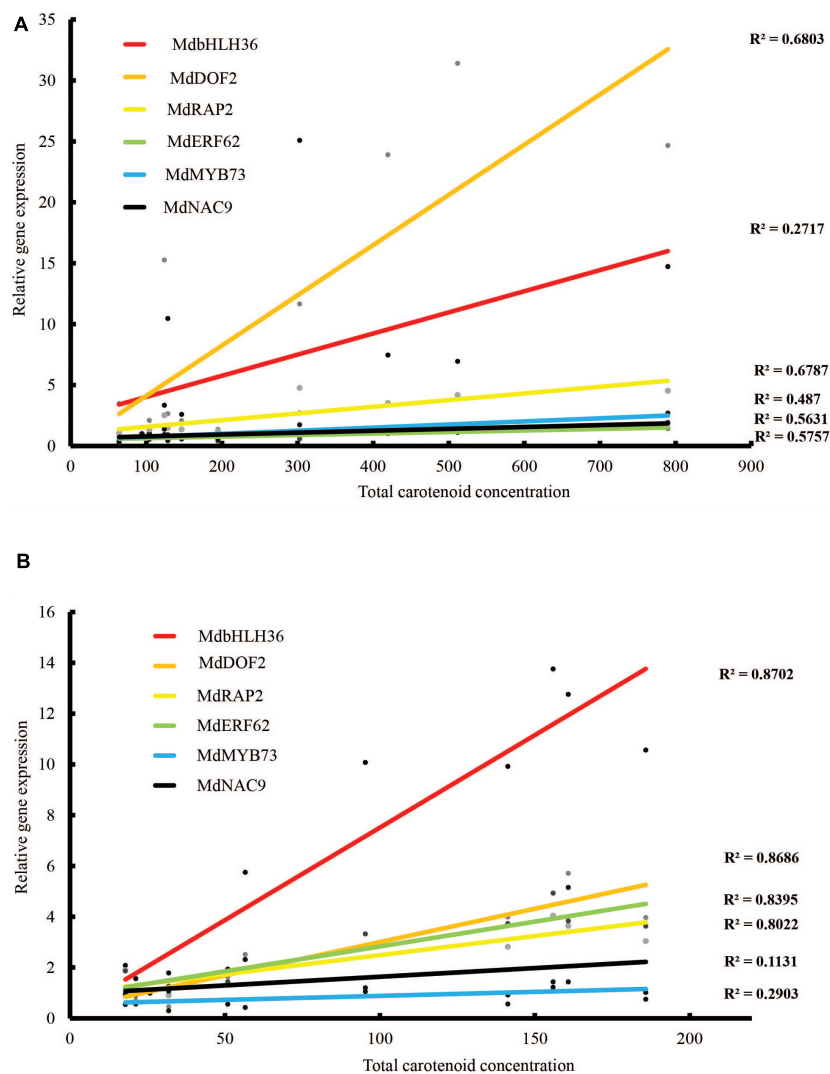 A
35
30
25
20
15
10
5
0
Relative gene expression
MdbHLH36
MdDOF2
MdRAP2
MdERF62
MdMYB73
MdNAC9
R² = 0.6803
R² = 0.2717
R² = 0.6787
R² = 0.487
R² = 0.5631
R² = 0.5757
0 100 200 300 400 500 600 700 800 900
Total carotenoid concentration
B
16
14
12
10
8
6
4
2
0
Relative gene expression
MdbHLH36
MdDOF2
MdRAP2
MdERF62
MdMYB73
MdNAC9
R² = 0.8702
R² = 0.8686
R² = 0.8395
R² = 0.8022
R² = 0.1131
R² = 0.2903
0 50 100 150 200
Total carotenoid concentration